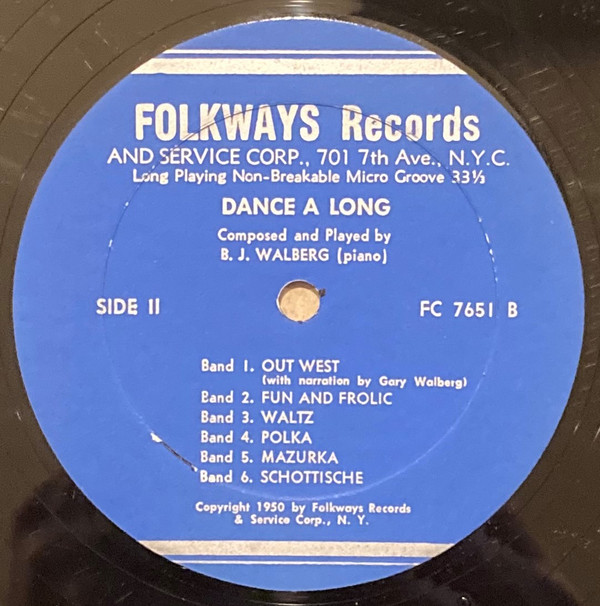 FOLKWAYS Records
AND SERVICE CORP., 701 7th Ave., N.Y.C.
Long Playing Non-Breakable Micro Groove 33⅓
DANCE A LONG
Composed and Played by
B. J. WALBERG (piano)
SIDE II
FC 7651 B
Band 1. OUT WEST
(with narration by Gary Walberg)
Band 2. FUN AND FROLIC
Band 3. WALTZ
Band 4. POLKA
Band 5. MAZURKA
Band 6. SCHOTTISCHE
Copyright 1950 by Folkways Records
& Service Corp., N. Y.